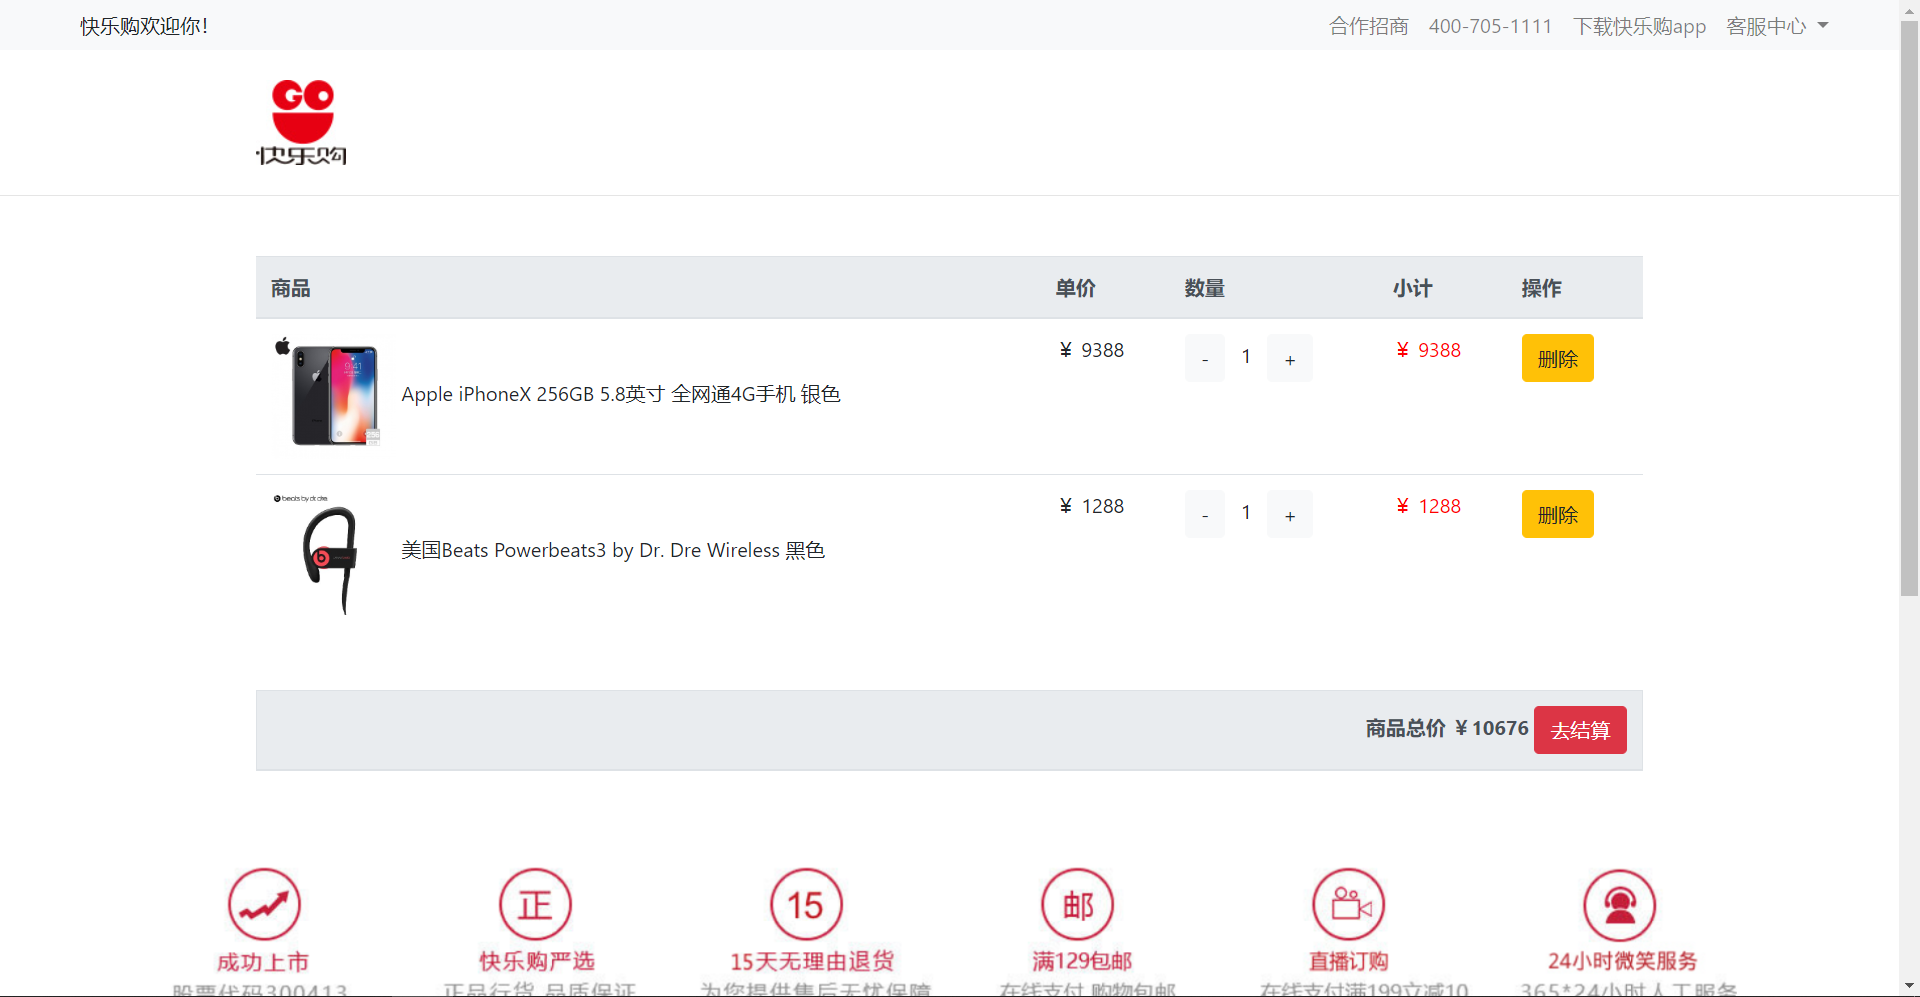 快乐购欢迎你！ 合作招商 400-705-1111 下载快乐购app 客服中心
GO
快乐购
商品 单价 数量 小计 操作
¥ 9388 - 1 + ¥ 9388 删除
Apple iPhoneX 256GB 5.8英寸 全网通4G手机 银色
beats by dr. dre
¥ 1288 - 1 + ¥ 1288 删除
美国Beats Powerbeats3 by Dr. Dre Wireless 黑色
商品总价 ¥ 10676 去结算
正 15 邮
成功上市 快乐购严选 15天无理由退货 满129包邮 直播订购 24小时微笑服务
股票代码300413 正品行货 品质保证 为您提供售后无忧保障 在线支付 购物包邮 在线支付满199立减10 365*24小时人工服务